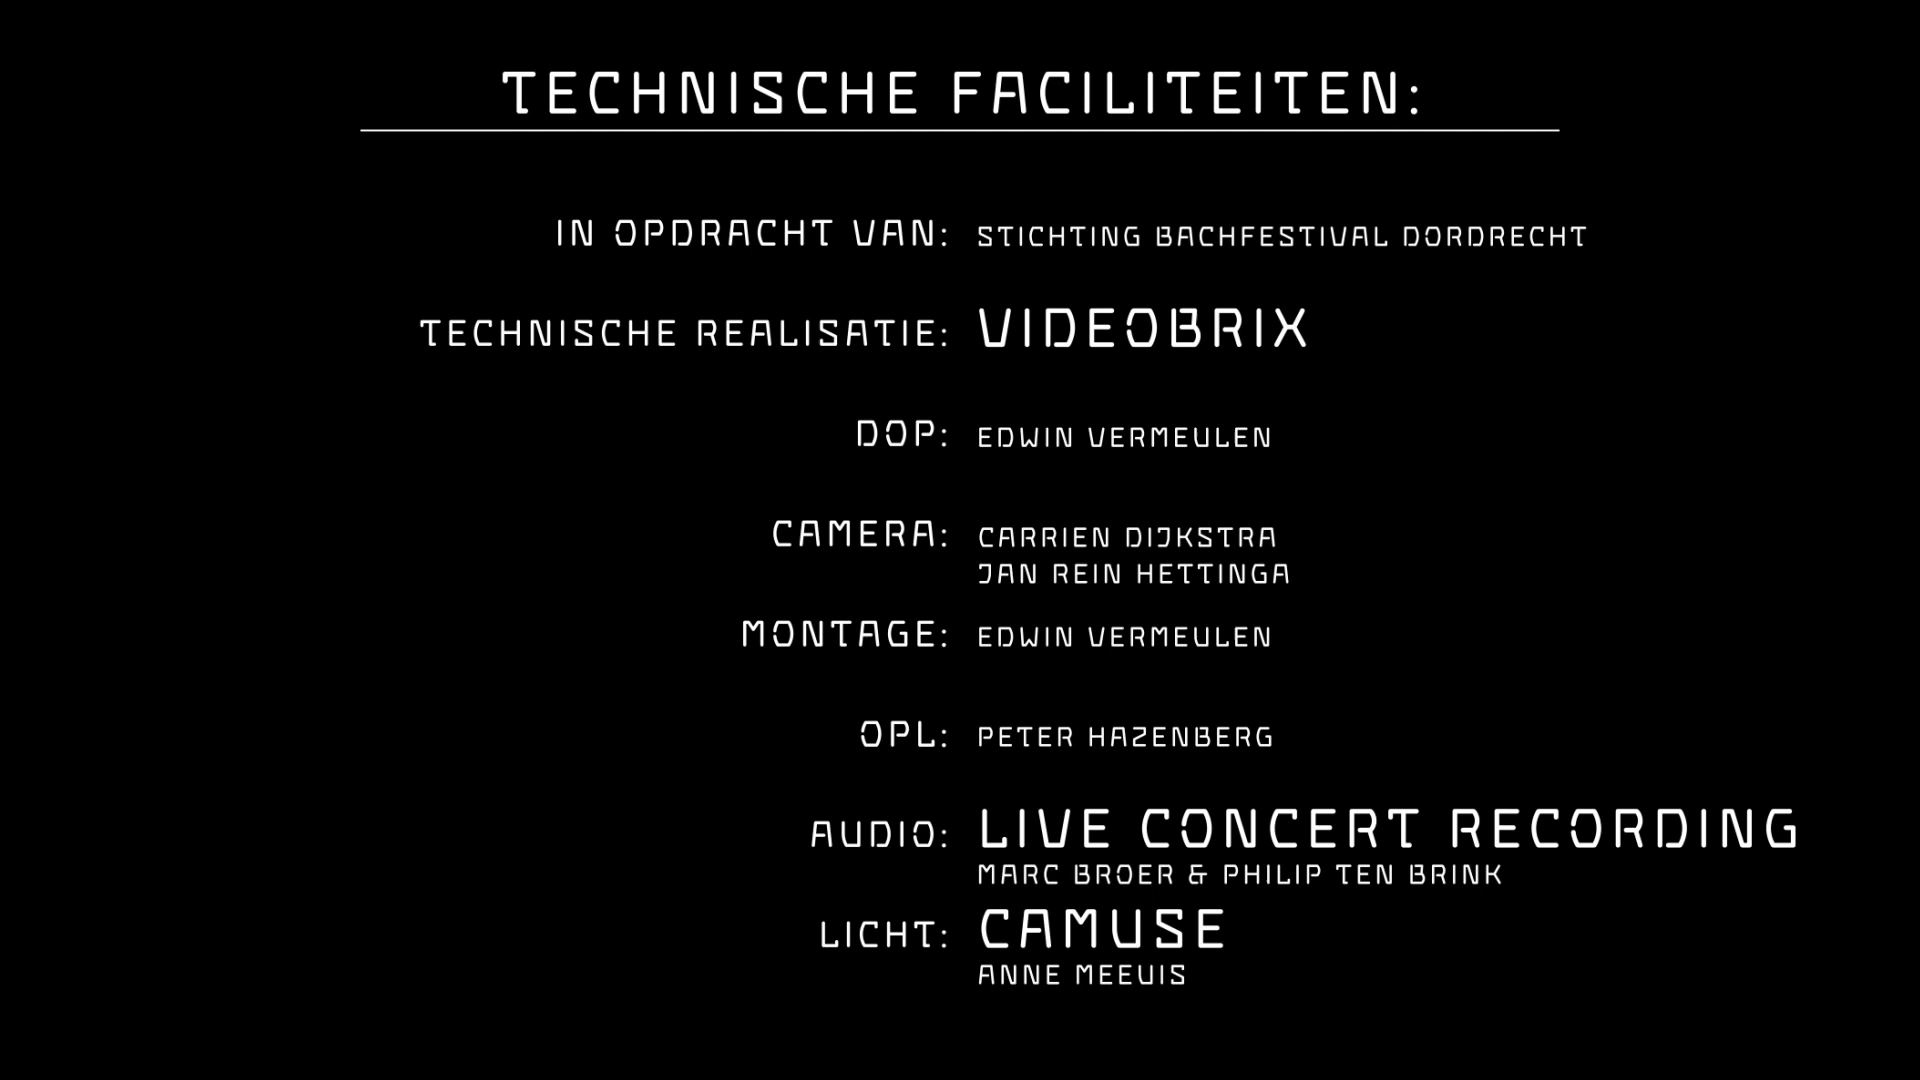 TECHNISCHE FACILITEITEN:
IN OPDRACHT VAN: STICHTING BACHFESTIVAL DORDRECHT
TECHNISCHE REALISATIE: VIDEOBRIX
DOP: EDWIN VERMEULEN
CAMERA: CARRIEN DIJKSTRA
JAN REIN HETTINGA
MONTAGE: EDWIN VERMEULEN
OPL: PETER HAZENBERG
AUDIO: LIVE CONCERT RECORDING
MARC BROER & PHILIP TEN BRINK
LICHT: CAMUSE
ANNE MEEUIS